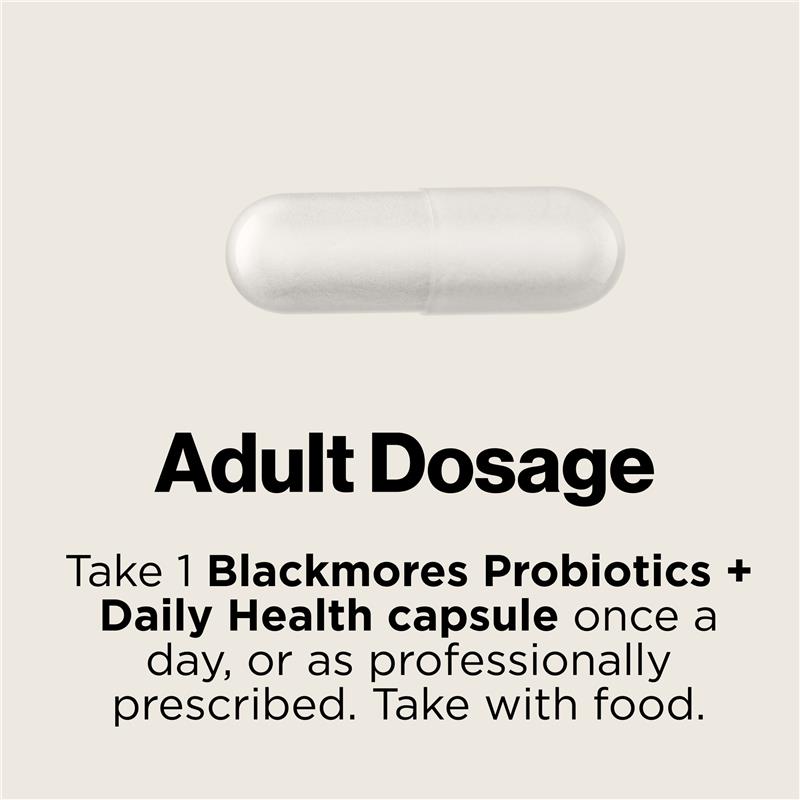 Adult Dosage
Take 1 Blackmores Probiotics +
Daily Health capsule once a
day, or as professionally
prescribed. Take with food.